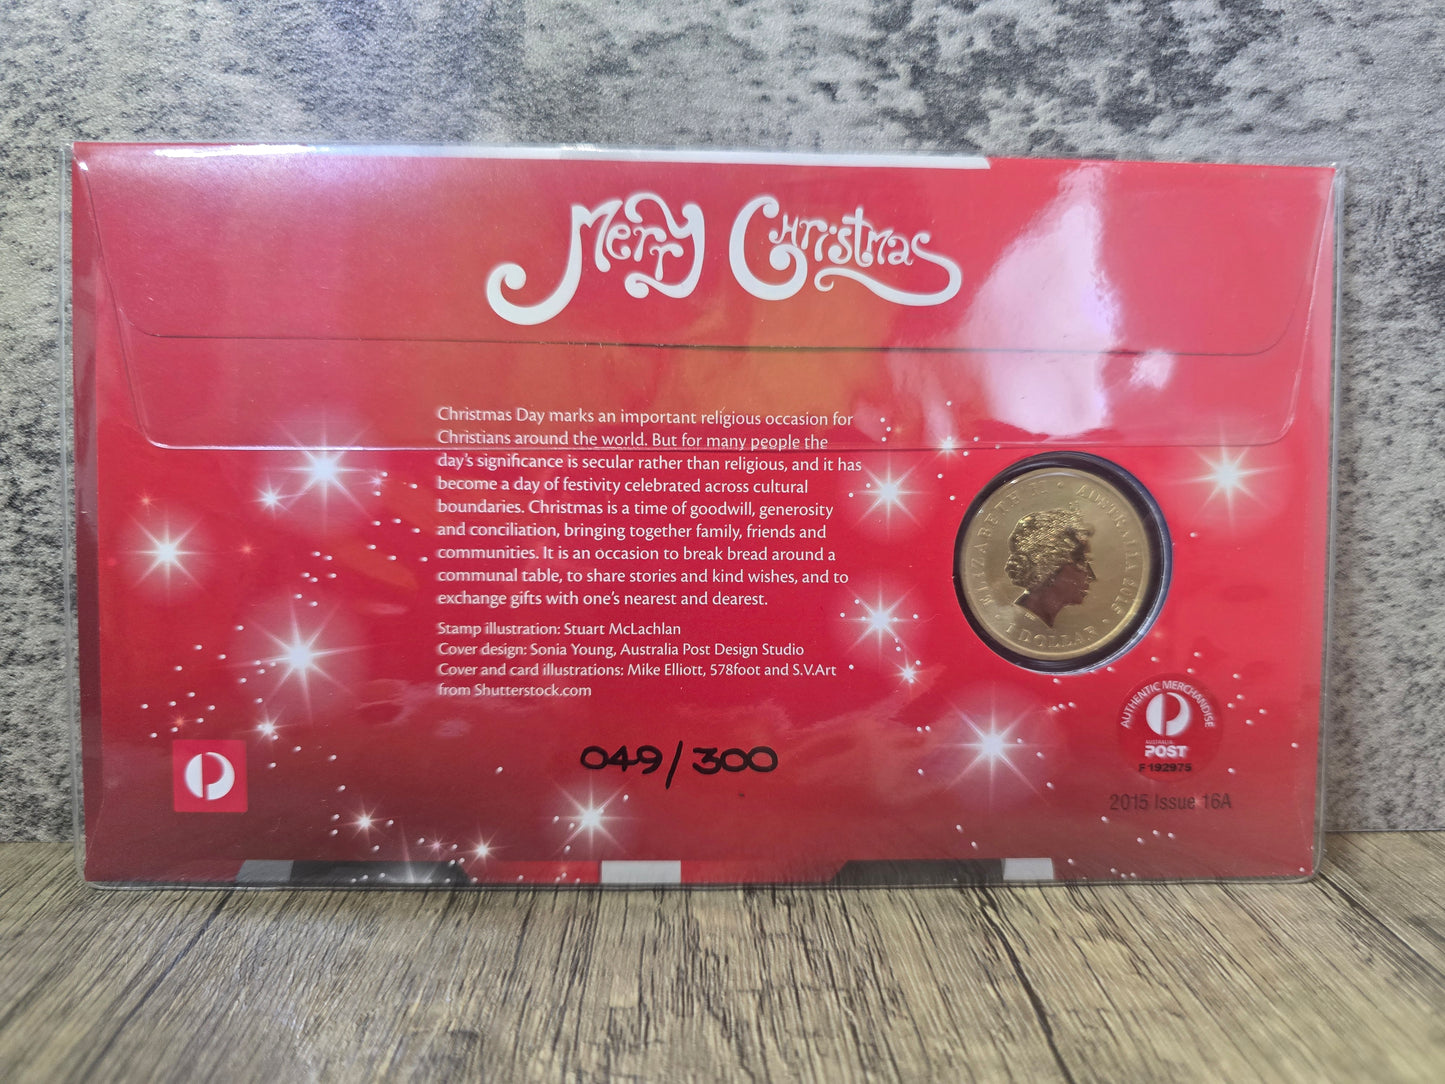 Merry Christmas
Christmas Day marks an important religious occasion for
Christians around the world. But for many people the
day's significance is secular rather than religious, and it has
become a day of festivity celebrated across cultural
boundaries. Christmas is a time of goodwill, generosity
and conciliation, bringing together family, friends and
communities. It is an occasion to break bread around a
communal table, to share stories and kind wishes, and to
exchange gifts with one's nearest and dearest.
Stamp illustration: Stuart McLachlan
Cover design: Sonia Young, Australia Post Design Studio
Cover and card illustrations: Mike Elliott, 578foot and S.V.Art
from Shutterstock.com
049/300
ELIZABETH II • AUSTRALIA 2015 •
1 DOLLAR •
AUTHENTIC MERCHANDISE
AUSTRALIA
POST
F192975
2015 Issue 16A